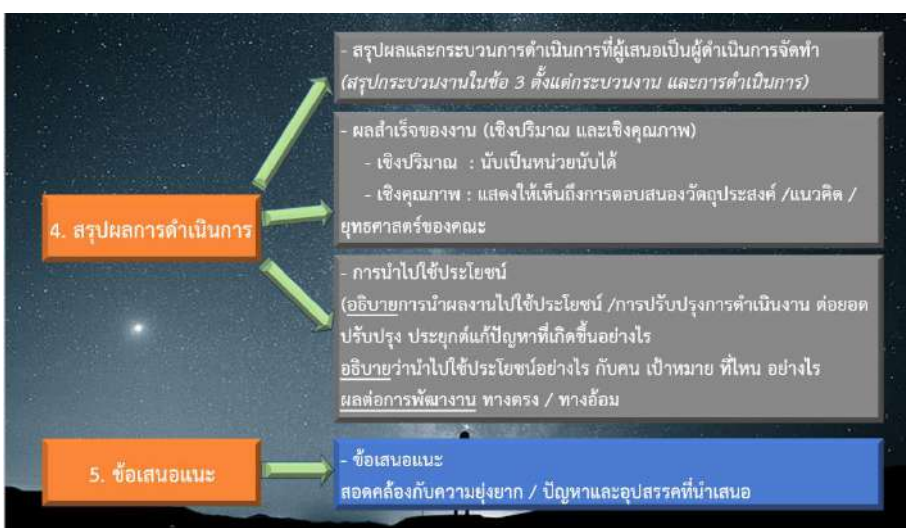 4. สรุปผลการดำเนินการ
- สรุปผลและกระบวนการดำเนินการที่ผู้เสนอเป็นผู้ดำเนินการจัดทำ
(สรุปกระบวนงานในข้อ 3 ตั้งแต่กระบวนงาน และการดำเนินการ)
- ผลสำเร็จของงาน (เชิงปริมาณ และเชิงคุณภาพ)
- เชิงปริมาณ : นับเป็นหน่วยนับได้
- เชิงคุณภาพ : แสดงให้เห็นถึงการตอบสนองวัตถุประสงค์ /แนวคิด /
ยุทธศาสตร์ของคณะ
- การนำไปใช้ประโยชน์
(อธิบายการนำผลงานไปใช้ประโยชน์ /การปรับปรุงการดำเนินงาน ต่อยอด
ปรับปรุง ประยุกต์แก้ปัญหาที่เกิดขึ้นอย่างไร
อธิบายว่านำไปใช้ประโยชน์อย่างไร กับคน เป้าหมาย ที่ไหน อย่างไร
ผลต่อการพัฒางาน ทางตรง / ทางอ้อม
5. ข้อเสนอแนะ
- ข้อเสนอแนะ
สอดคล้องกับความยุ่งยาก / ปัญหาและอุปสรรคที่นำเสนอ